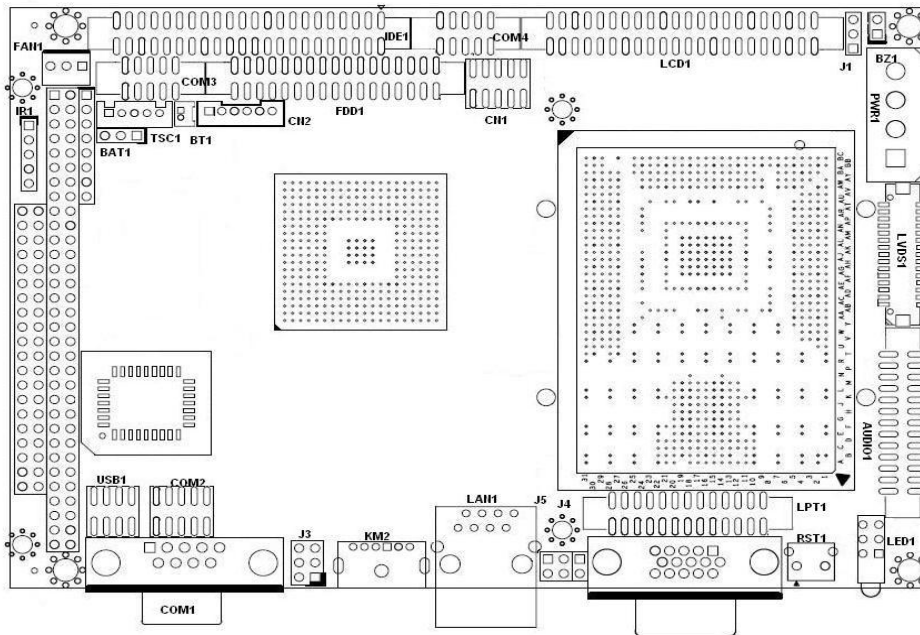 IDE1
COM4
LCD1
J1
BZ1
FAN1
COM3
FDD1
CN1
PWR1
IR1
TSC1
BT1
CN2
BAT1
LVDS1
AUDIO1
USB1
COM2
LAN1
J5
J4
LPT1
J3
KM2
RST1
LED1
COM1